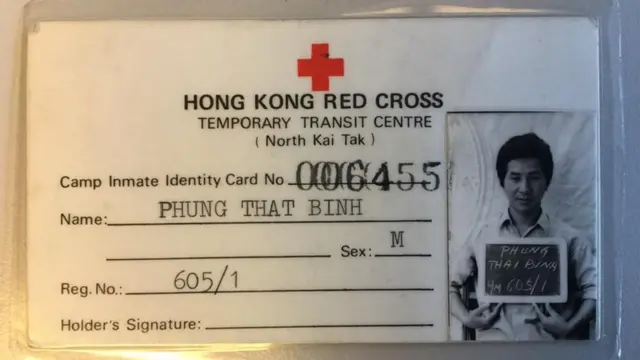 HONG KONG RED CROSS
TEMPORARY TRANSIT CENTRE
( North Kai Tak )
Camp Inmate Identity Card No 006455
Name: PHUNG THAT BINH
Sex: M
Reg. No.: 605/1
Holder's Signature:
PHUNG
THAI BINH
605/1